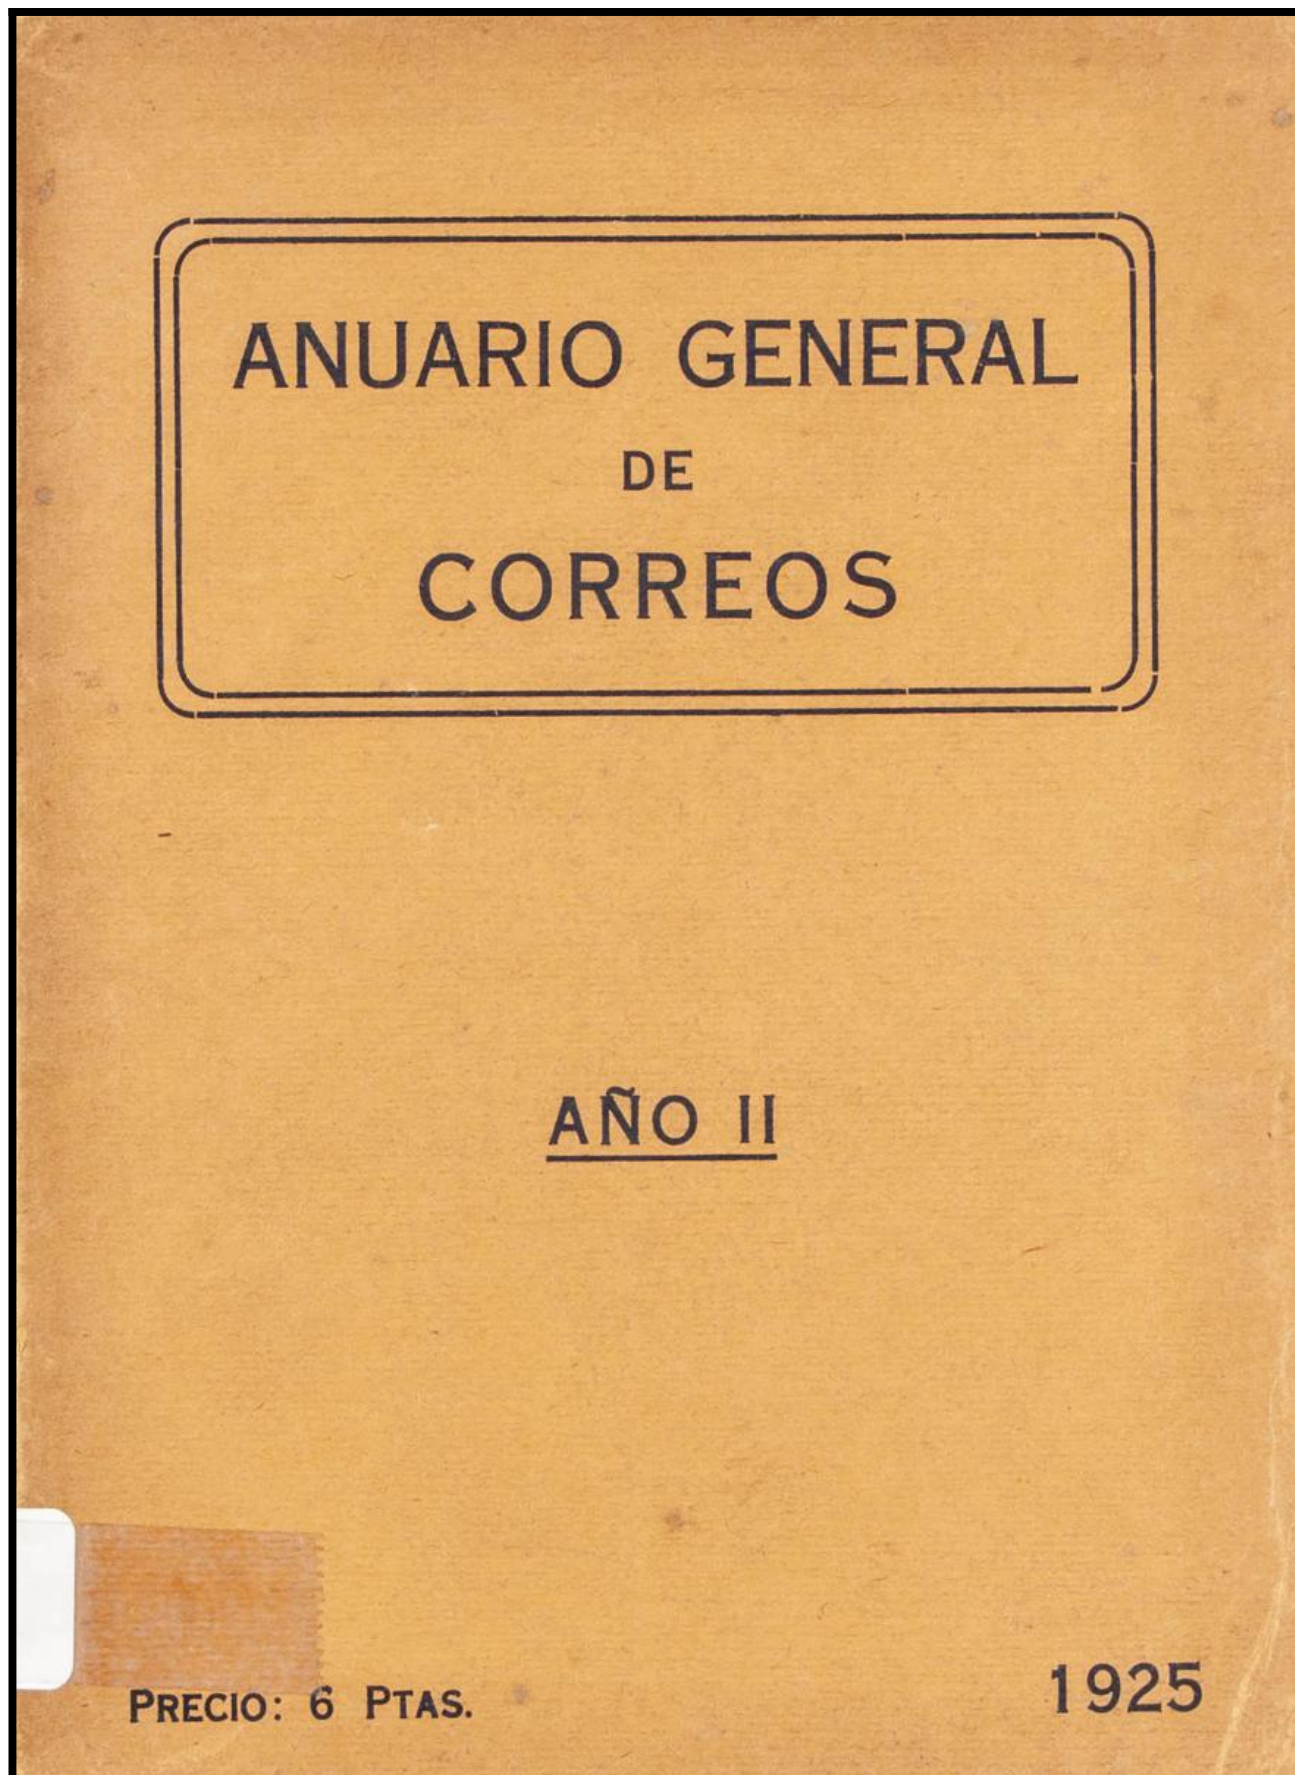 ANUARIO GENERAL
DE
CORREOS
AÑO II
PRECIO: 6 PTAS.
1925